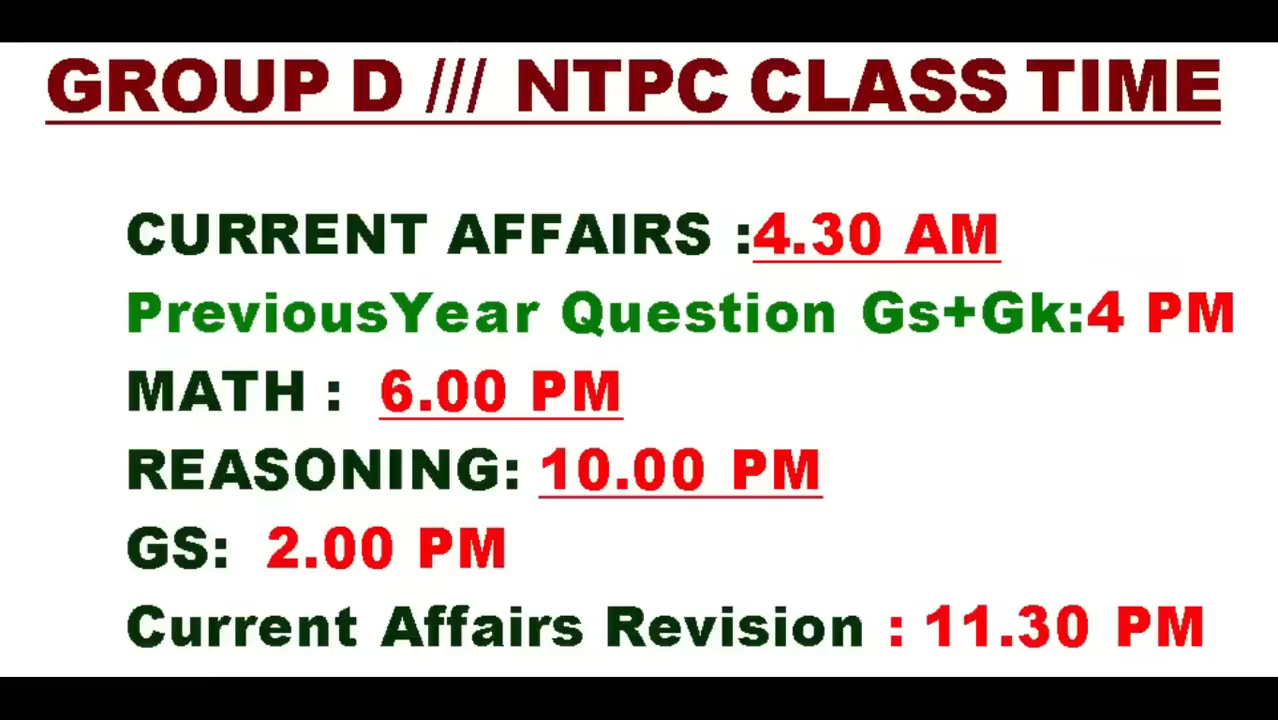 GROUP D /// NTPC CLASS TIME
CURRENT AFFAIRS :4.30 AM
PreviousYear Question Gs+Gk:4 PM
MATH : 6.00 PM
REASONING: 10.00 PM
GS: 2.00 PM
Current Affairs Revision : 11.30 PM